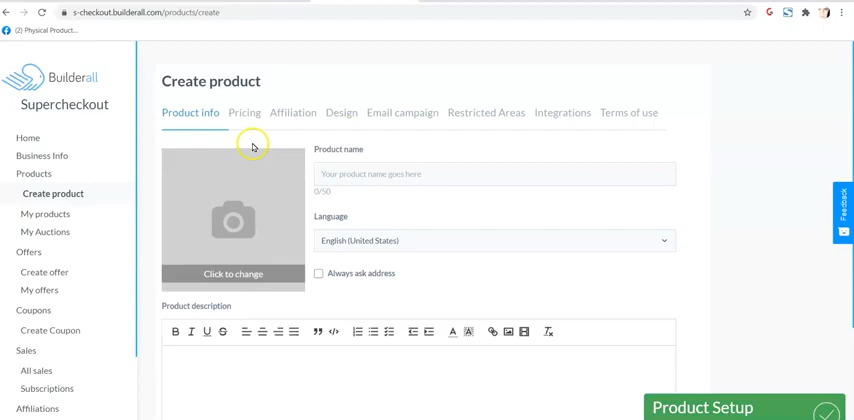 s-checkout.builderall.com/products/create
(2) Physical Product...
Builderall
Supercheckout
Home
Business Info
Products
Create product
My products
My Auctions
Offers
Create offer
My offers
Coupons
Create Coupon
Sales
All sales
Subscriptions
Affiliations
Create product
Product info Pricing Affiliation Design Email campaign Restricted Areas Integrations Terms of use
Click to change
Product name
Your product name goes here
0/50
Language
English (United States)
Always ask address
Product description
Feedback
Product Setup